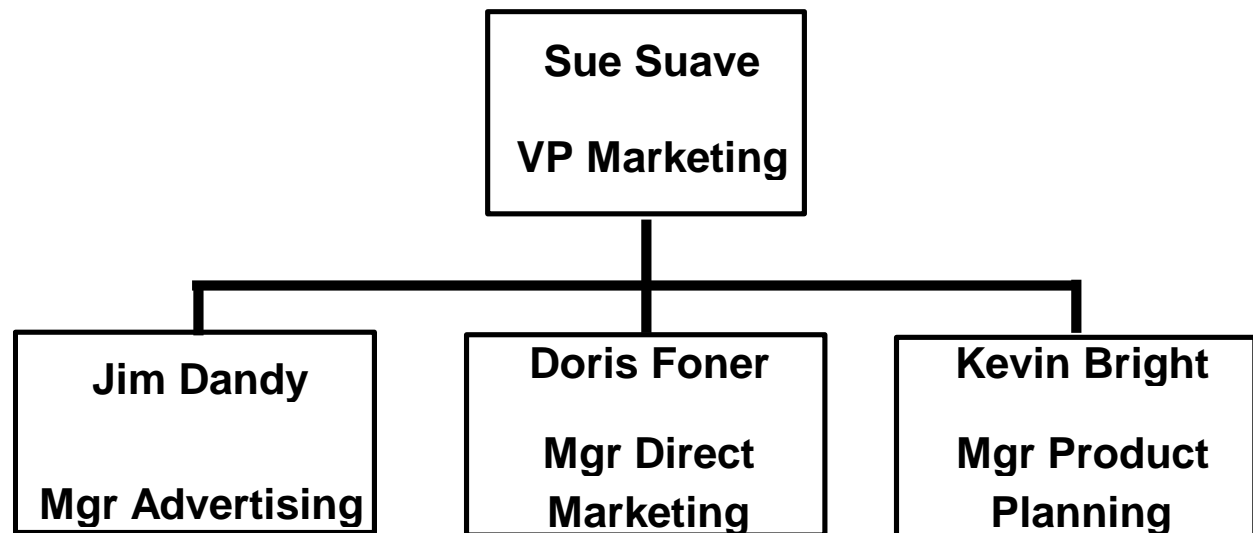 Sue Suave
VP Marketing
Jim Dandy
Mgr Advertising
Doris Foner
Mgr Direct
Marketing
Kevin Bright
Mgr Product
Planning